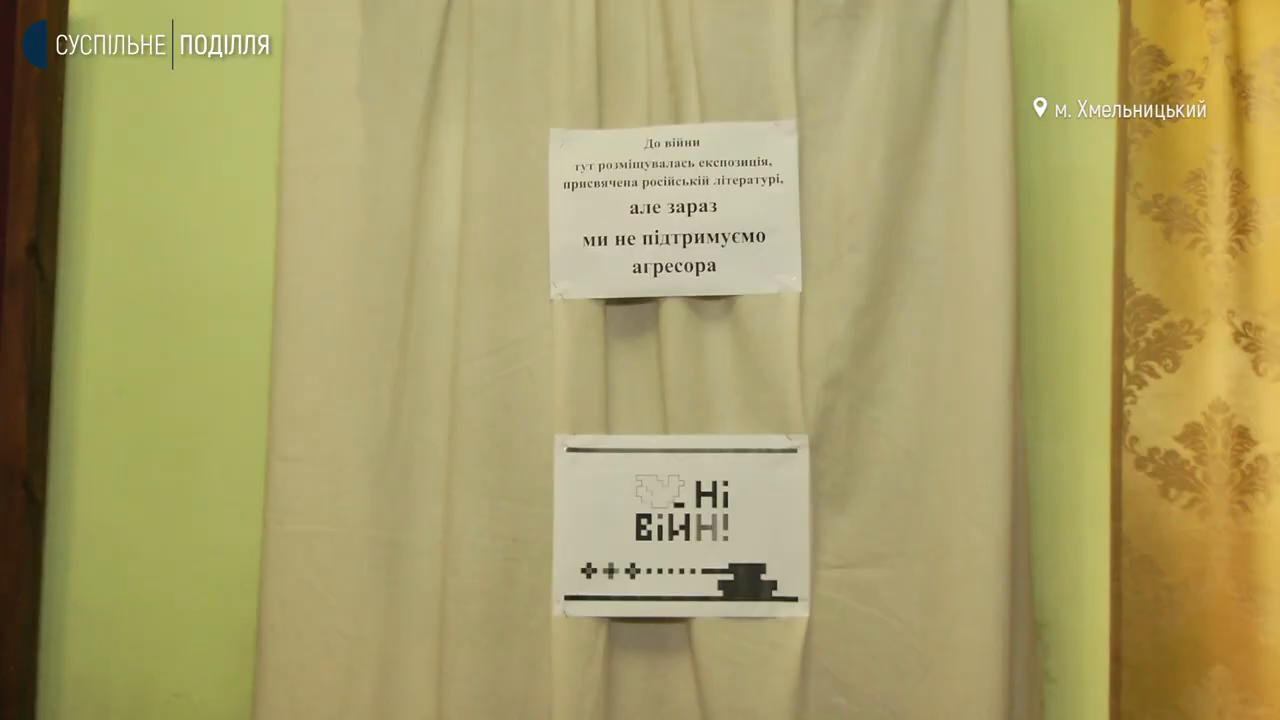 СУСПІЛЬНЕ ПОДІЛЛЯ
м. Хмельницький
До війни
тут розміщувалась експозиція,
присвячена російській літературі,
але зараз
ми не підтримуємо
агресора
Ні
ВіЙН!